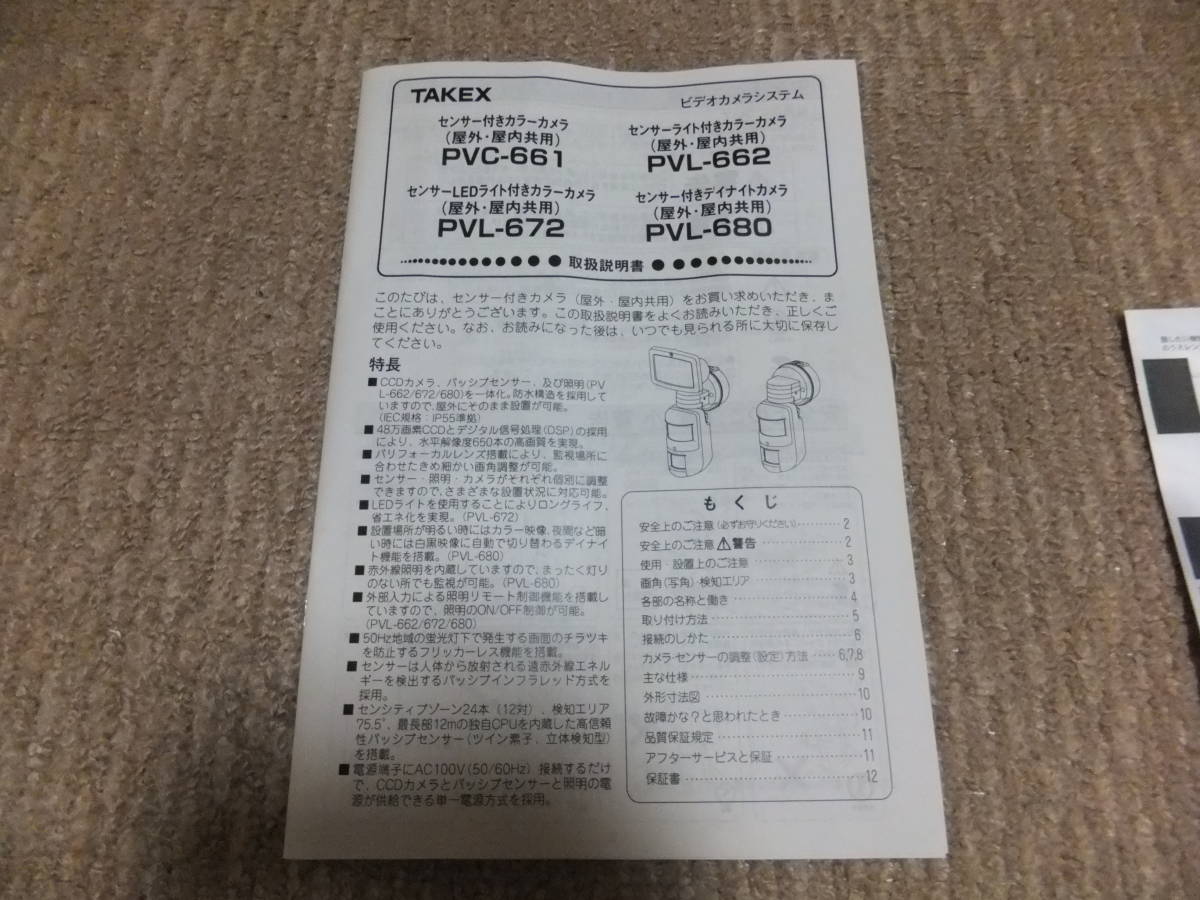 TAKEX
ビデオカメラシステム
センサー付きカラーカメラ
(屋外・屋内共用)
PVC-661
センサーライト付きカラーカメラ
(屋外・屋内共用)
PVL-662
センサーLEDライト付きカラーカメラ
(屋外・屋内共用)
PVL-672
センサー付きデイナイトカメラ
(屋外・屋内共用)
PVL-680
取扱説明書
このたびは、センサー付きカメラ(屋外・屋内共用)をお買い求めいただき、ま
ことにありがとうございます。この取扱説明書をよくお読みいただき、正しくご
使用ください。なお、お読みになった後は、いつでも見られる所に大切に保存し
てください。
特長
■CCDカメラ、パッシブセンサー、及び照明(PV
L-662/672/680)を一体化。防水構造を採用して
いますので、屋外にそのまま設置が可能。
(IEC規格:IP55準拠)
■48万画素CCDとデジタル信号処理(DSP)の採用
により、水平解像度650本の高画質を実現。
■バリフォーカルレンズ搭載により、監視場所に
合わせたきめ細かい画角調整が可能。
■センサー・照明・カメラがそれぞれ個別に調整
できますので、さまざまな設置状況に対応可能。
■LEDライトを使用することによりロングライフ、
省エネ化を実現。(PVL-672)
■設置場所が明るい時にはカラー映像、夜間など暗
い時には白黒映像に自動で切り替わるデイナイ
ト機能を搭載。(PVL-680)
■赤外線照明を内蔵していますので、まったく灯り
のない所でも監視が可能。(PVL-680)
■外部入力による照明リモート制御機能を搭載し
ていますので、照明のON/OFF制御が可能。
(PVL-662/672/680)
■50Hz地域の蛍光灯下で発生する画面のチラツキ
を防止するフリッカーレス機能を搭載。
■センサーは人体から放射される遠赤外線エネル
ギーを検出するパッシブインフラレッド方式を
採用。
■センシティブゾーン24本(12対)、検知エリア
75.5°、最長部12mの独自CPUを内蔵した高信頼
性パッシブセンサー(ツイン素子、立体検知型)
を搭載。
■電源端子にAC100V(50/60Hz)接続するだけ
で、CCDカメラとパッシブセンサーと照明の電
源が供給できる単一電源方式を採用。
もくじ
安全上のご注意(必ずお守りください)………2
安全上のご注意⚠警告………2
使用・設置上のご注意………3
画角(写角)・検知エリア………3
各部の名称と働き………4
取り付け方法………5
接続のしかた………6
カメラ・センサーの調整(設定)方法……6,7,8
主な仕様………9
外形寸法図………10
故障かな?と思われたとき………10
品質保証規定………11
アフターサービスと保証………11
保証書………12